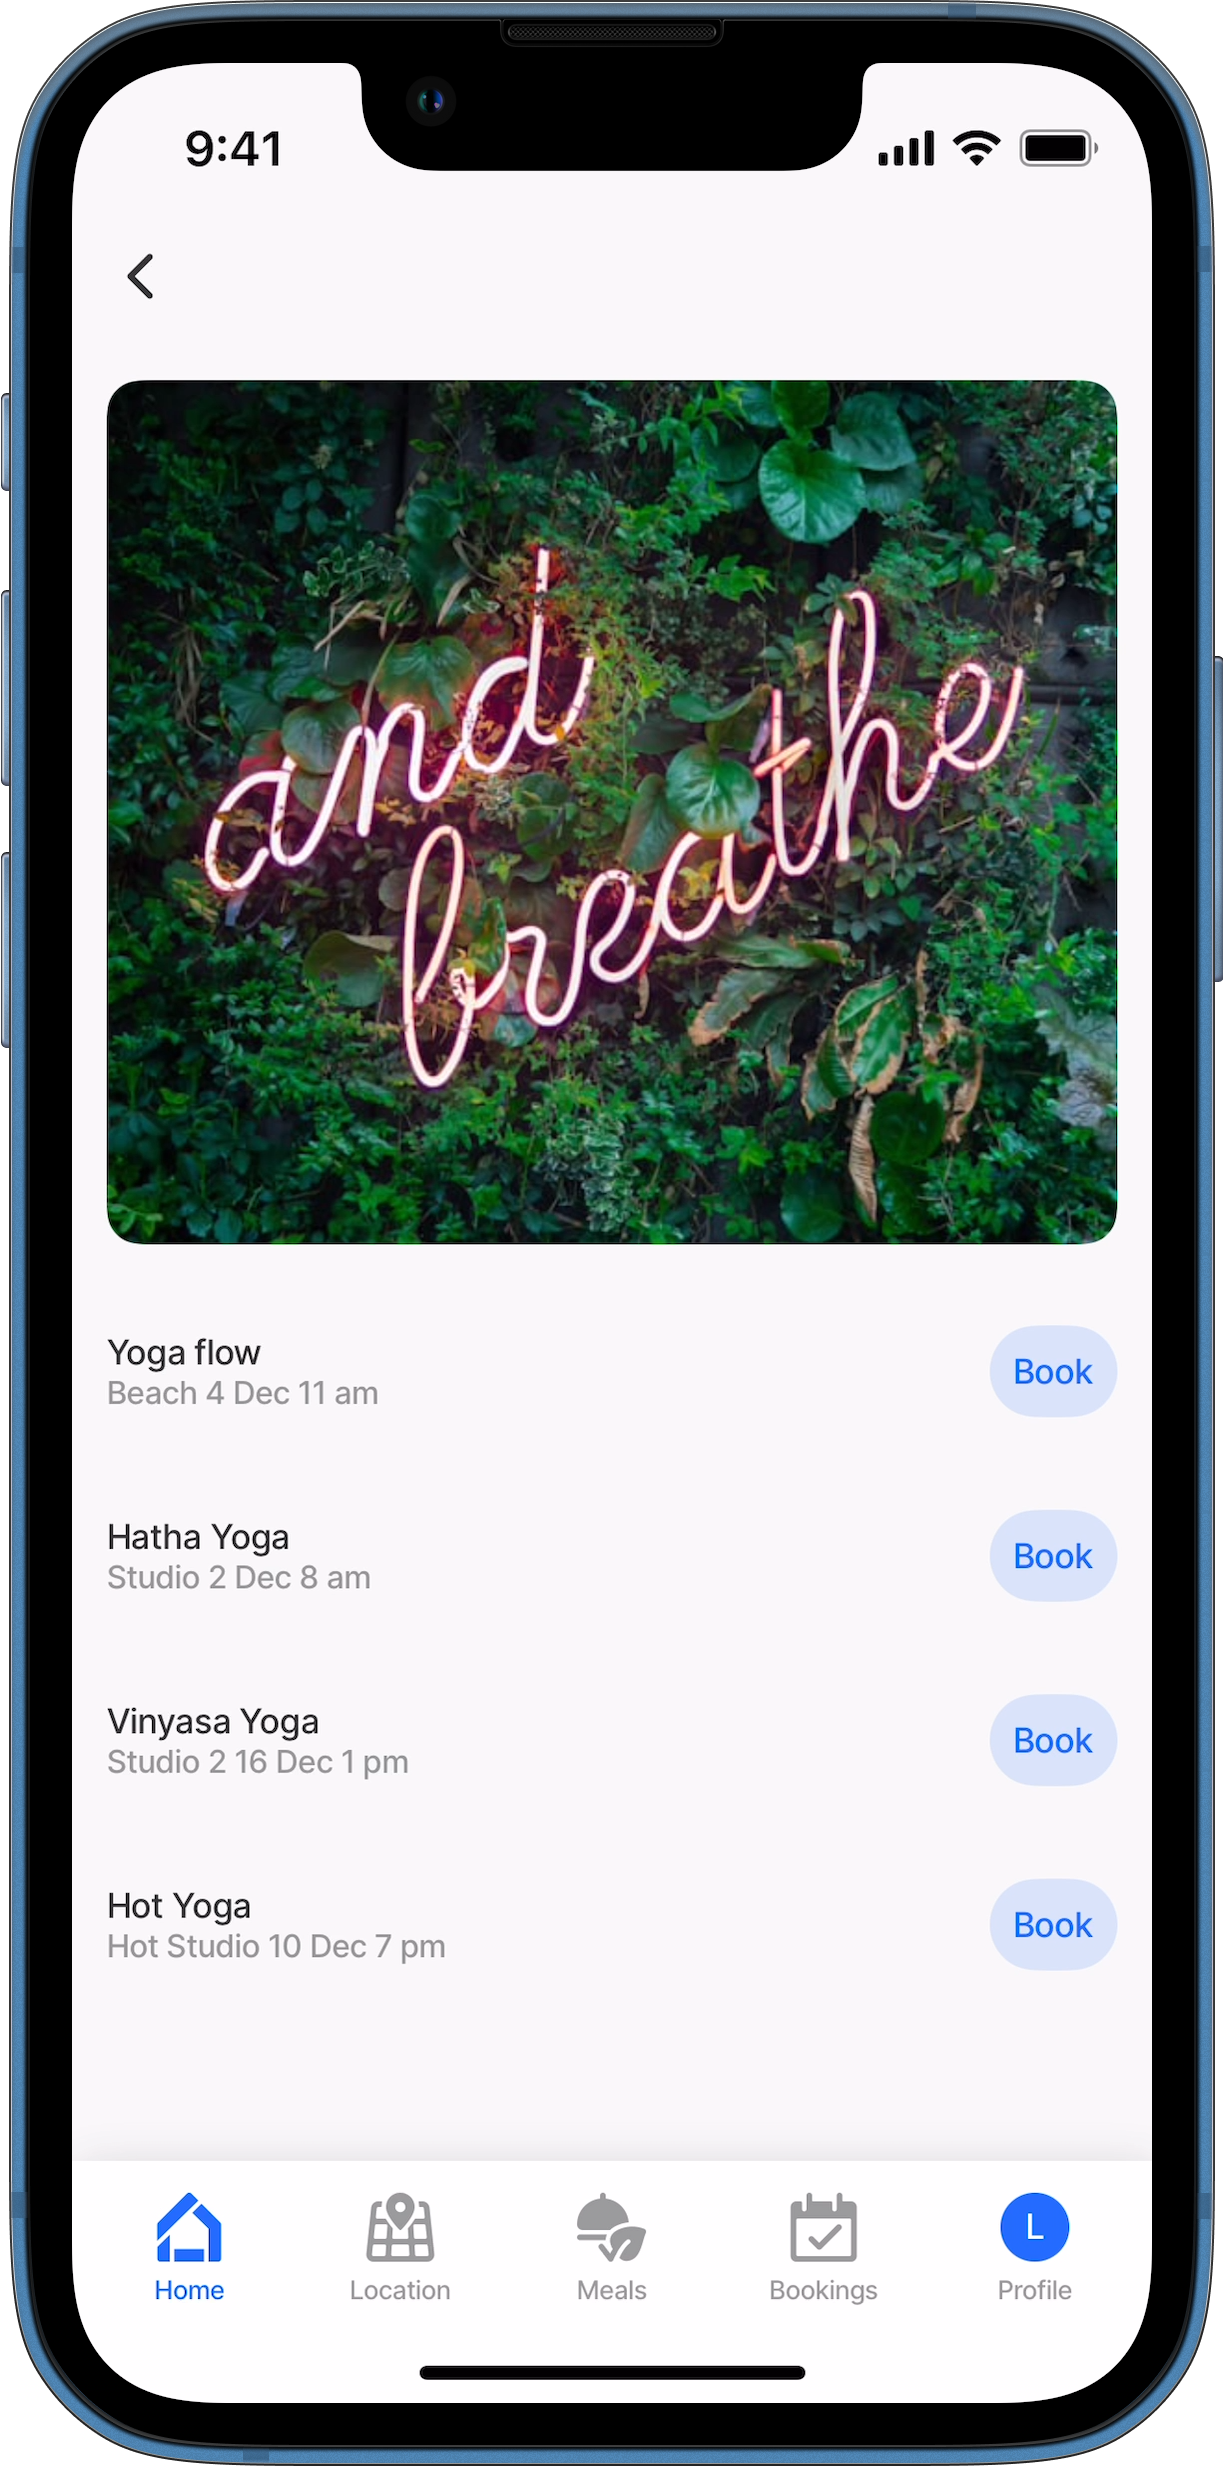 9:41
and
breathe
Yoga flow
Beach 4 Dec 11 am
Book
Hatha Yoga
Studio 2 Dec 8 am
Book
Vinyasa Yoga
Studio 2 16 Dec 1 pm
Book
Hot Yoga
Hot Studio 10 Dec 7 pm
Book
L
Home
Location
Meals
Bookings
Profile